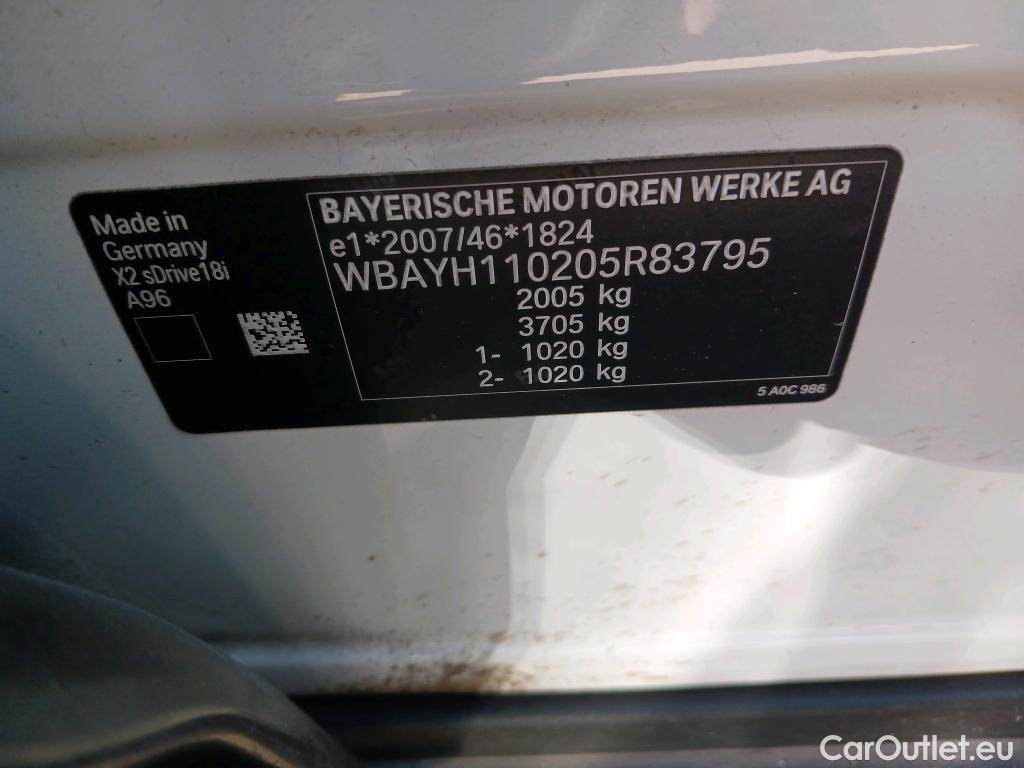 Made in
Germany
X2 sDrive18i
A96
BAYERISCHE MOTOREN WERKE AG
e1*2007/46*1824
WBAYH110205R83795
2005 kg
3705 kg
1- 1020 kg
2- 1020 kg
5 A0C 986
CarOutlet.eu